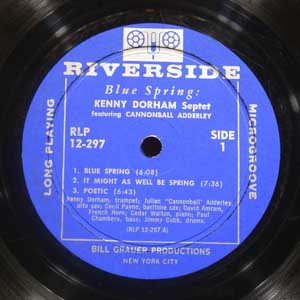 RIVERSIDE
Blue Spring:
KENNY DORHAM Septet
featuring CANNONBALL ADDERLEY
RLP
12-297
SIDE
1
LONG PLAYING
MICROGROOVE
1. BLUE SPRING (6:08)
2. IT MIGHT AS WELL BE SPRING (7:36)
3. POETIC (6:43)
Kenny Dorham, trumpet; Julian "Cannonball" Adderley
alto sax; Cecil Payne, baritone sax; David Amram,
French Horn; Cedar Walton, piano; Paul
Chambers, bass; Jimmy Cobb, drums.
(RLP 12-297 A)
BILL GRAUER PRODUCTIONS
NEW YORK CITY